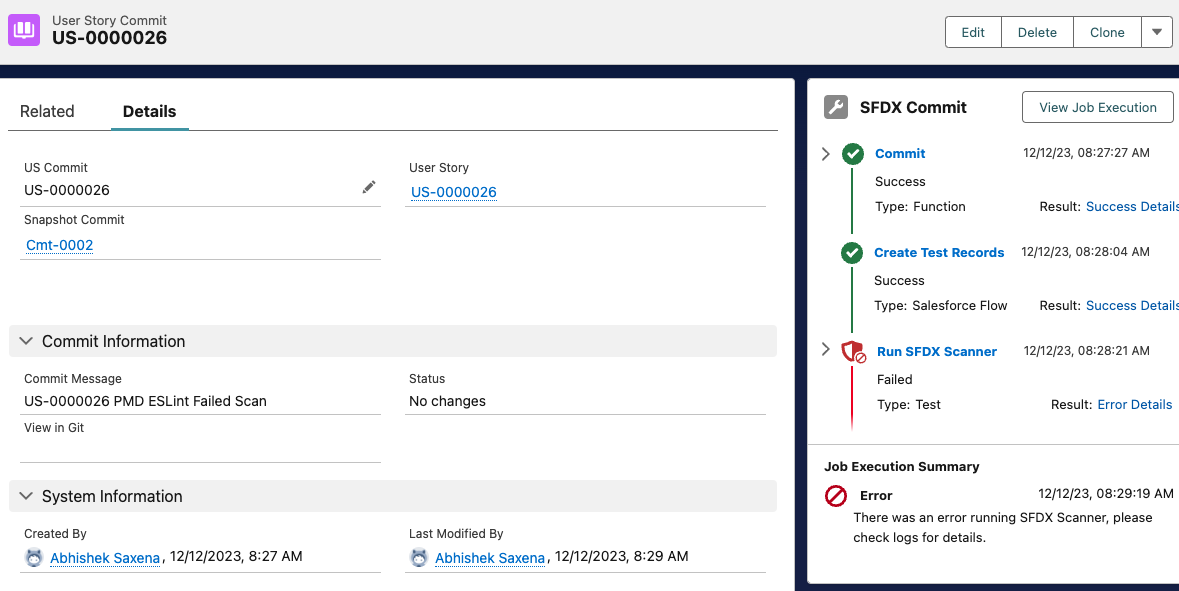 User Story Commit
US-0000026
Edit
Delete
Clone
Related
Details
US Commit
US-0000026
User Story
US-0000026
Snapshot Commit
Cmt-0002
Commit Information
Commit Message
US-0000026 PMD ESLint Failed Scan
Status
No changes
View in Git
System Information
Created By
Abhishek Saxena, 12/12/2023, 8:27 AM
Last Modified By
Abhishek Saxena, 12/12/2023, 8:29 AM
SFDX Commit
View Job Execution
Commit 12/12/23, 08:27:27 AM
Success
Type: Function Result: Success Details
Create Test Records 12/12/23, 08:28:04 AM
Success
Type: Salesforce Flow Result: Success Details
Run SFDX Scanner 12/12/23, 08:28:21 AM
Failed
Type: Test Result: Error Details
Job Execution Summary
Error 12/12/23, 08:29:19 AM
There was an error running SFDX Scanner, please
check logs for details.